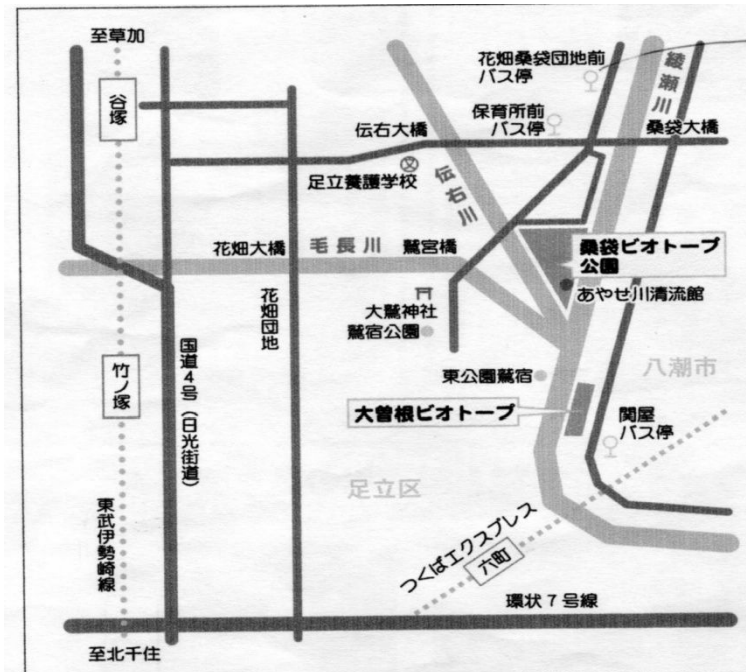 至草加
谷塚
花畑桑袋団地前
バス停
綾瀬川
保育所前
バス停
伝右大橋
桑袋大橋
足立養護学校
伝右川
花畑大橋
毛長川
鷲宮橋
桑袋ビオトープ
公園
あやせ川清流館
大鷲神社
鷲宿公園
花畑団地
国道4号（日光街道）
竹ノ塚
八潮市
東公園鷲宿
大曽根ビオトープ
関屋
バス停
足立区
東武伊勢崎線
つくばエクスプレス
六町
環状7号線
至北千住